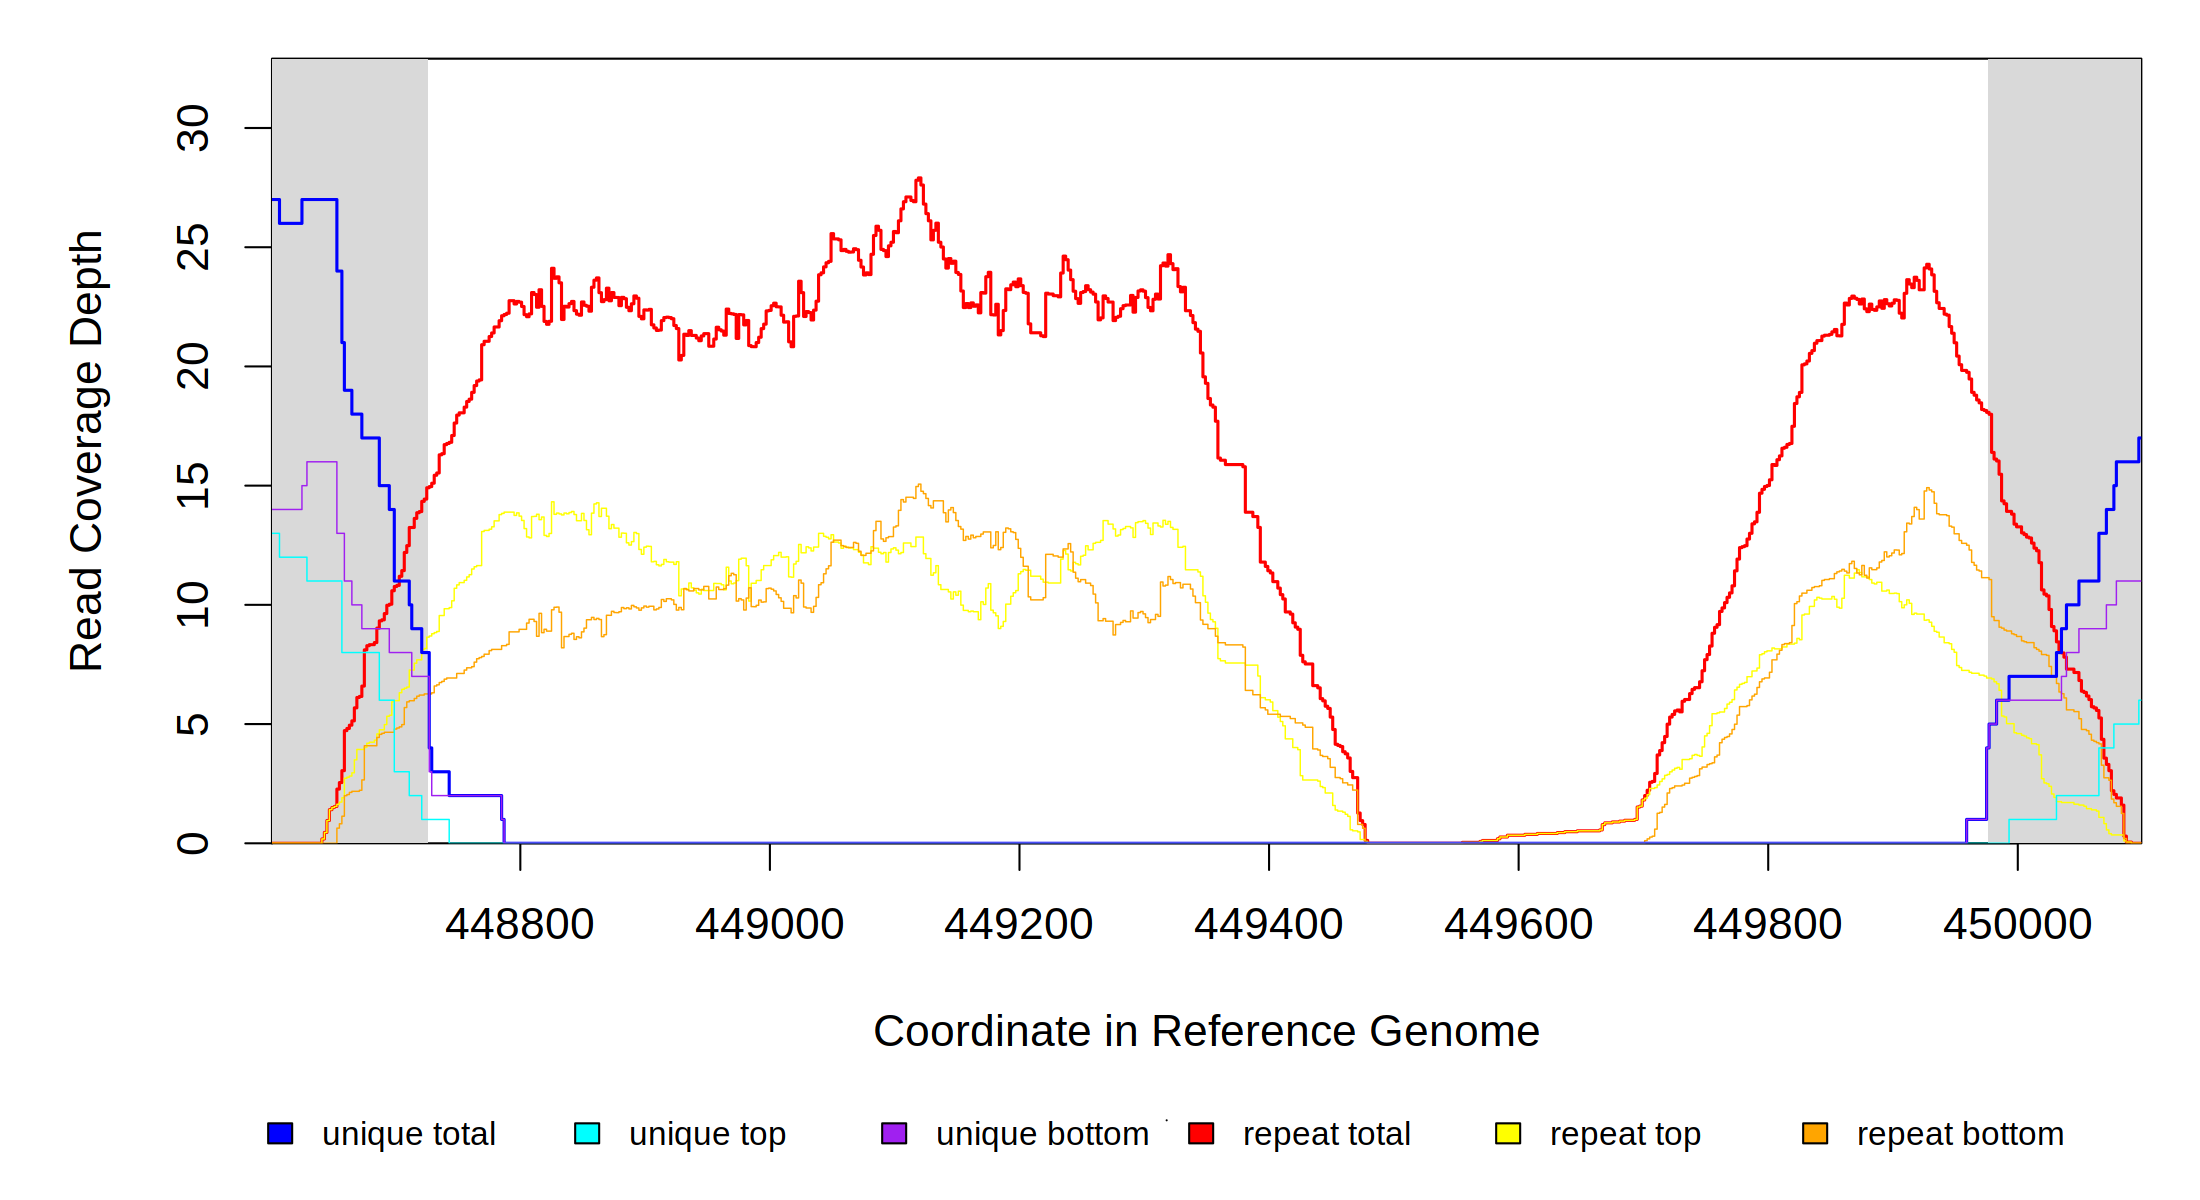 Read Coverage Depth
30
25
20
15
10
5
0
448800 449000 449200 449400 449600 449800 450000
Coordinate in Reference Genome
unique total unique top unique bottom repeat total repeat top repeat bottom